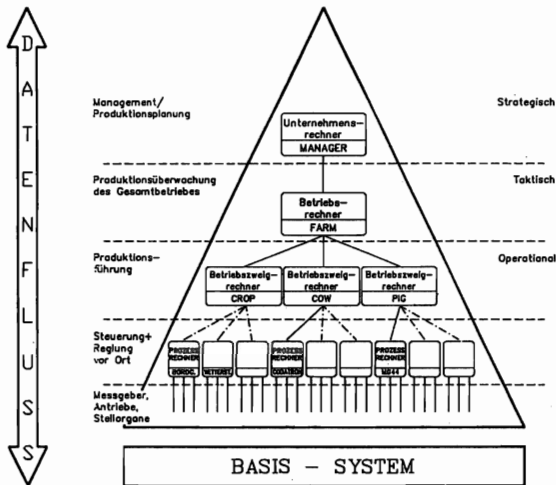 DATENFLUSS
Management/
Produktionsplanung
Strategisch
Unternehmens-
rechner
MANAGER
Produktionsüberwachung
des Gesamtbetriebes
Taktisch
Betriebs-
rechner
FARM
Produktions-
führung
Operational
Betriebszweig-
rechner
CROP
Betriebszweig-
rechner
COW
Betriebszweig-
rechner
PIG
Steuerung+
Reglung
vor Ort
PROZESS
RECHNER
BORDC.
WETTERST.
PROZESS
RECHNER
PROZESS
RECHNER
Messgeber,
Antriebe,
Stellorgane
BASIS – SYSTEM